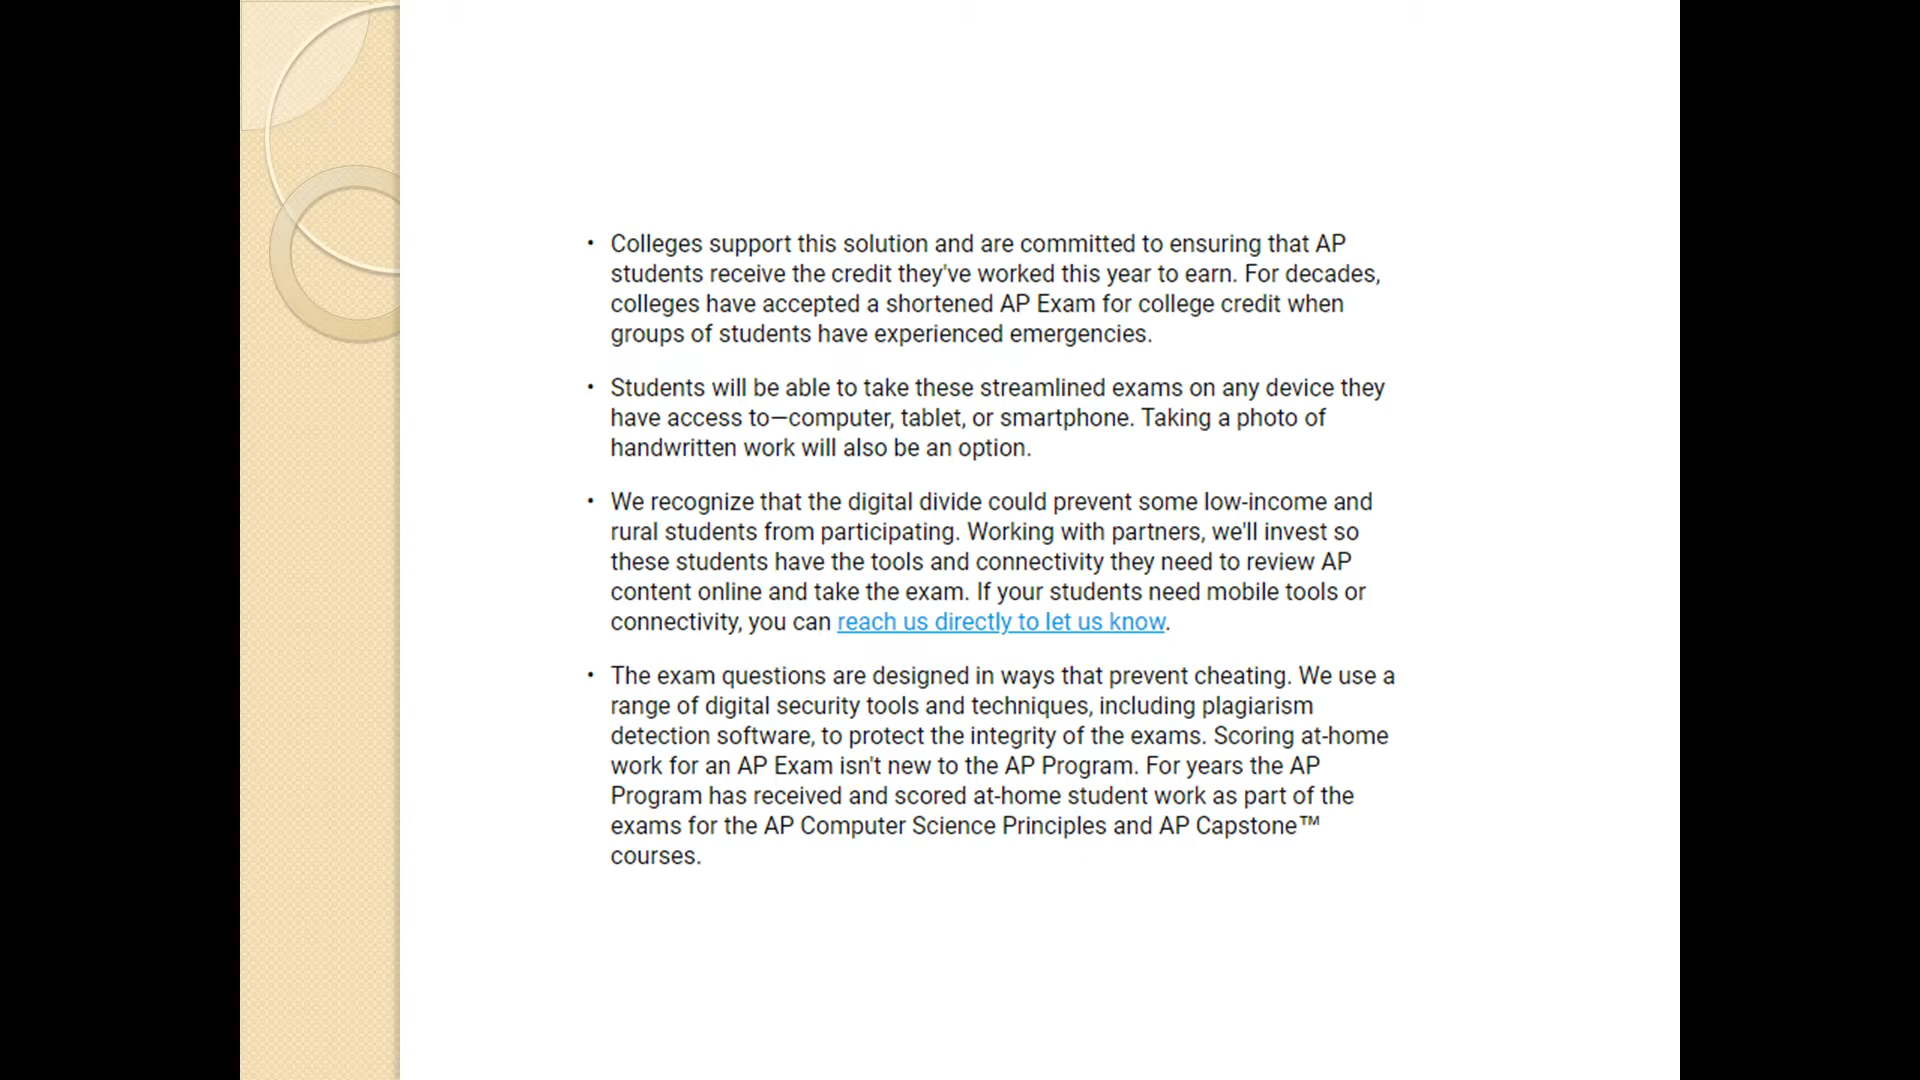 • Colleges support this solution and are committed to ensuring that AP
students receive the credit they've worked this year to earn. For decades,
colleges have accepted a shortened AP Exam for college credit when
groups of students have experienced emergencies.
• Students will be able to take these streamlined exams on any device they
have access to—computer, tablet, or smartphone. Taking a photo of
handwritten work will also be an option.
• We recognize that the digital divide could prevent some low-income and
rural students from participating. Working with partners, we'll invest so
these students have the tools and connectivity they need to review AP
content online and take the exam. If your students need mobile tools or
connectivity, you can reach us directly to let us know.
• The exam questions are designed in ways that prevent cheating. We use a
range of digital security tools and techniques, including plagiarism
detection software, to protect the integrity of the exams. Scoring at-home
work for an AP Exam isn't new to the AP Program. For years the AP
Program has received and scored at-home student work as part of the
exams for the AP Computer Science Principles and AP Capstone™
courses.